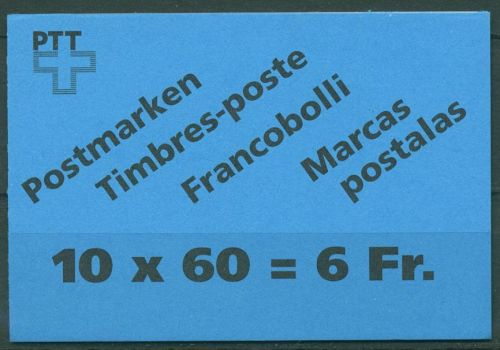 PTT
Postmarken
Timbres-poste
Francobolli
Marcas
postalas
10 x 60 = 6 Fr.